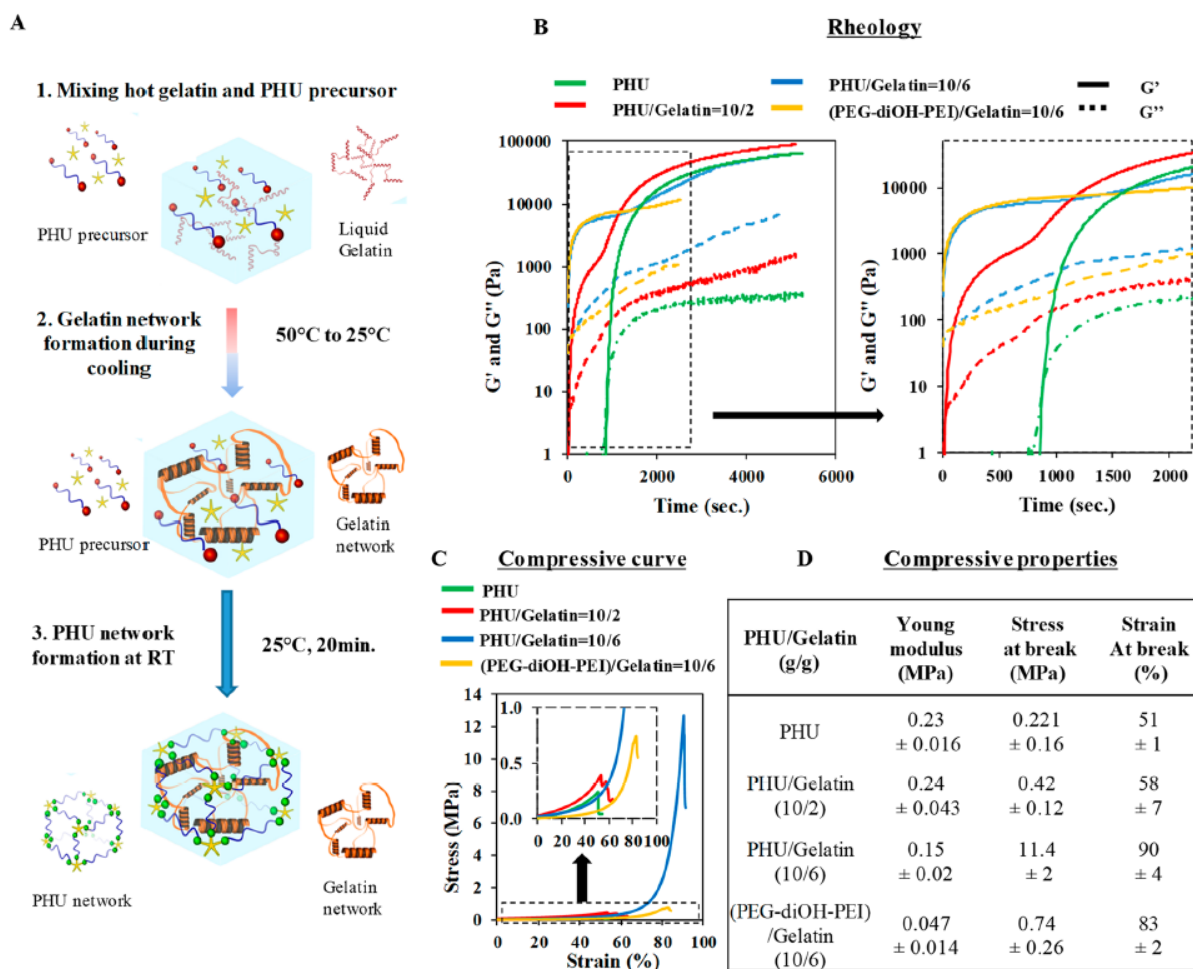 A
1. Mixing hot gelatin and PHU precursor
PHU precursor
Liquid
Gelatin
2. Gelatin network
formation during
cooling
50°C to 25°C
PHU precursor
Gelatin
network
3. PHU network
formation at RT
25°C, 20min.
PHU network
Gelatin
network
B
Rheology
PHU
PHU/Gelatin=10/2
PHU/Gelatin=10/6
(PEG-diOH-PEI)/Gelatin=10/6
G'
G''
G' and G'' (Pa)
100000
10000
1000
100
10
1
0
2000
4000
6000
Time (sec.)
G' and G'' (Pa)
10000
1000
100
10
1
0
500
1000
1500
2000
Time (sec.)
C
Compressive curve
PHU
PHU/Gelatin=10/2
PHU/Gelatin=10/6
(PEG-diOH-PEI)/Gelatin=10/6
Stress (MPa)
14
12
10
8
6
4
2
0
0
20
40
60
80
100
Strain (%)
1.0
0.5
0.0
0
20
40
60
80
100
D
Compressive properties
PHU/Gelatin
(g/g)
Young
modulus
(MPa)
Stress
at break
(MPa)
Strain
At break
(%)
PHU
0.23
± 0.016
0.221
± 0.16
51
± 1
PHU/Gelatin
(10/2)
0.24
± 0.043
0.42
± 0.12
58
± 7
PHU/Gelatin
(10/6)
0.15
± 0.02
11.4
± 2
90
± 4
(PEG-diOH-PEI)
/Gelatin
(10/6)
0.047
± 0.014
0.74
± 0.26
83
± 2